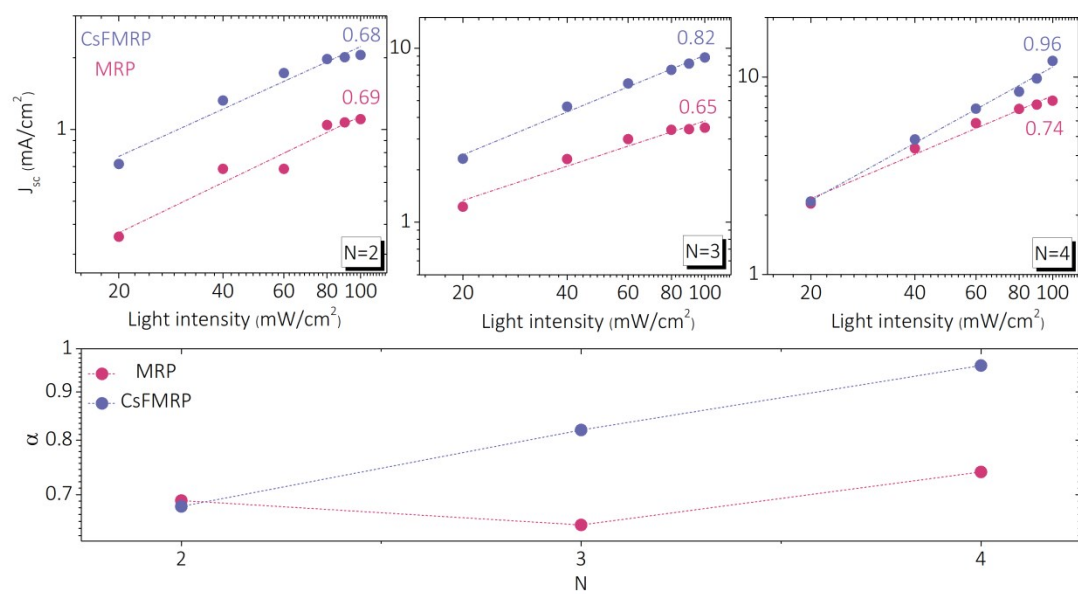 CsFMRP
MRP
0.68
0.69
1
J_sc (mA/cm²)
N=2
20 40 60 80 100
Light intensity (mW/cm²)
10
0.82
0.65
1
N=3
20 40 60 80 100
Light intensity (mW/cm²)
10
0.96
0.74
1
N=4
20 40 60 80 100
Light intensity (mW/cm²)
1
0.9
0.8
0.7
α
MRP
CsFMRP
2 3 4
N